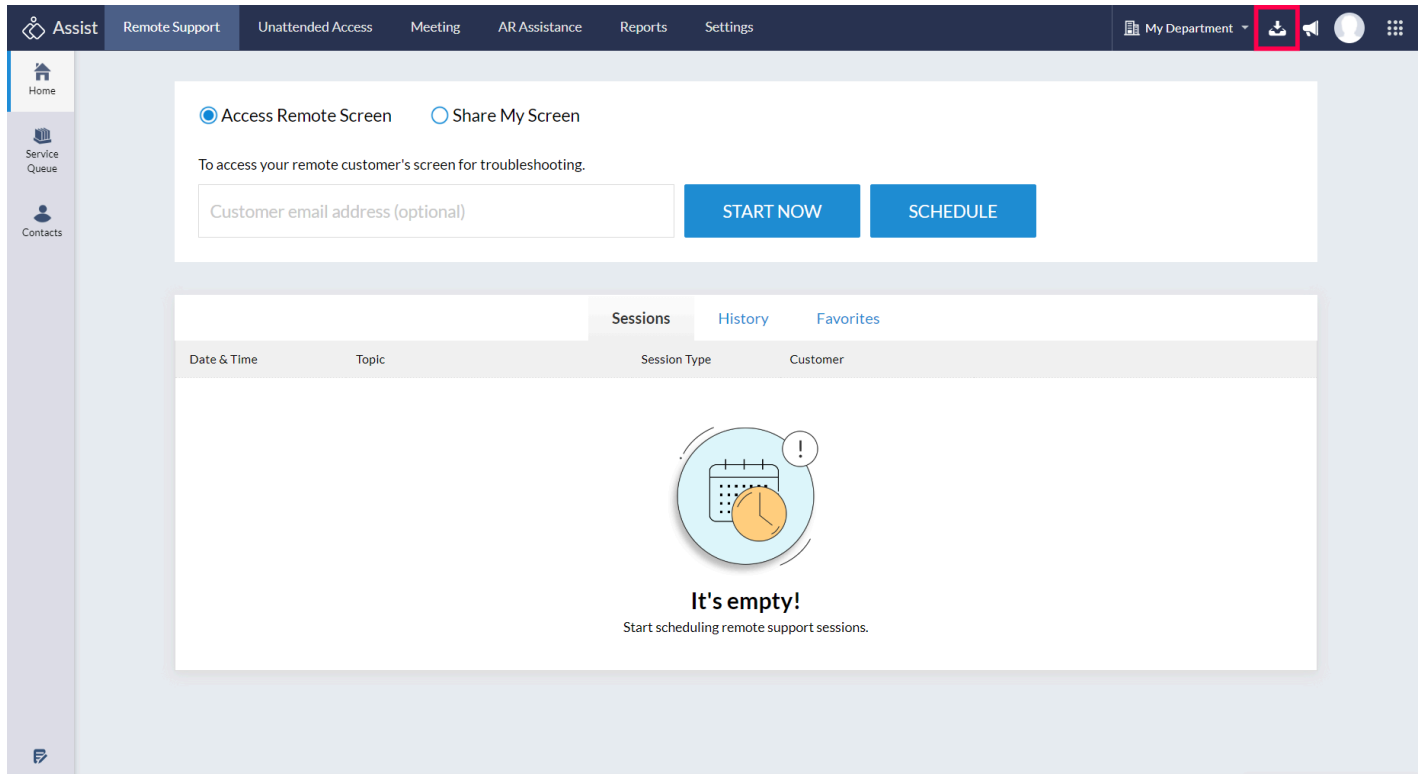 Assist Remote Support Unattended Access Meeting AR Assistance Reports Settings My Department
Home
Service
Queue
Contacts
Access Remote Screen Share My Screen
To access your remote customer's screen for troubleshooting.
Customer email address (optional) START NOW SCHEDULE
Sessions History Favorites
Date & Time Topic Session Type Customer
!
It's empty!
Start scheduling remote support sessions.